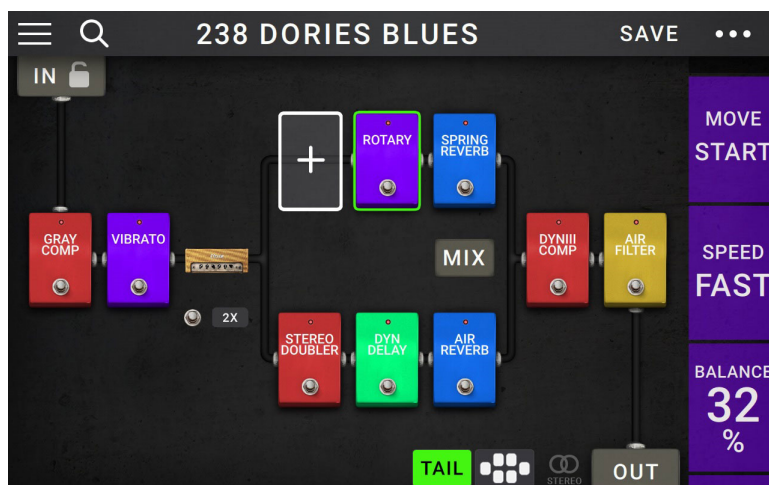 238 DORIES BLUES
SAVE
IN
MOVE
START
ROTARY
SPRING
REVERB
GRAY
COMP
VIBRATO
MIX
DYNIII
COMP
AIR
FILTER
SPEED
FAST
2X
STEREO
DOUBLER
DYN
DELAY
AIR
REVERB
BALANCE
32
%
TAIL
STEREO
OUT